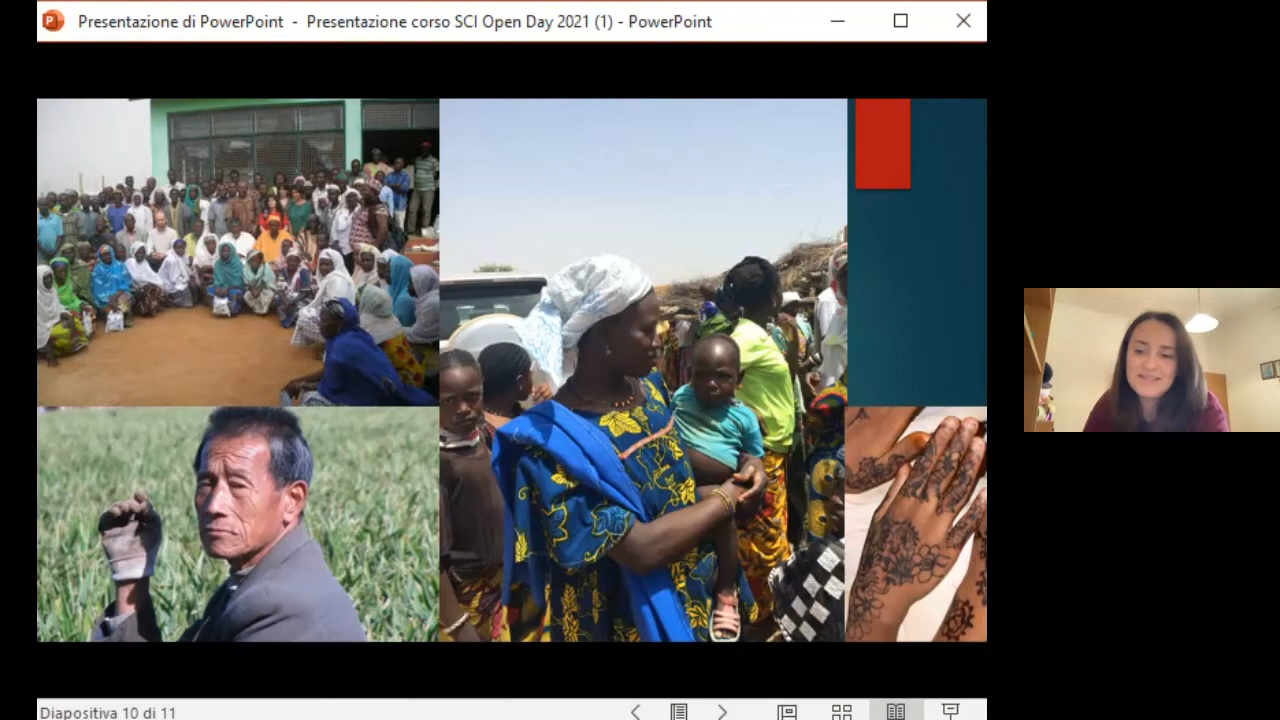 Presentazione di PowerPoint - Presentazione corso SCI Open Day 2021 (1) - PowerPoint
Diapositiva 10 di 11